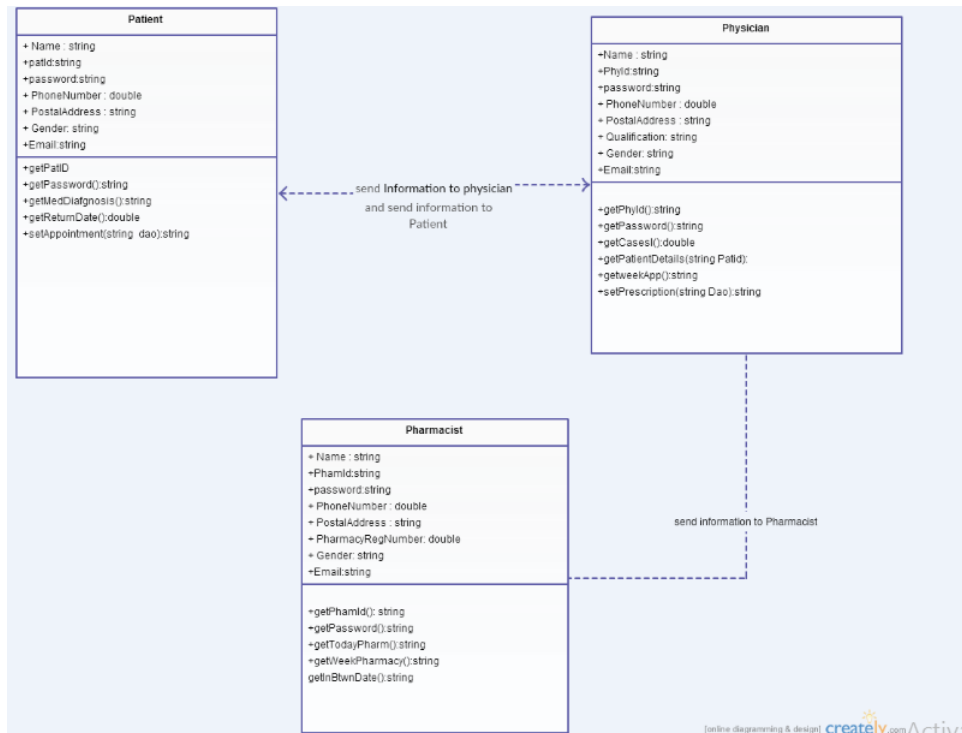 Patient
+ Name : string
+patId:string
+password:string
+ PhoneNumber : double
+ PostalAddress : string
+ Gender: string
+Email:string
+getPatID
+getPassword():string
+getMedDiafgnosis():string
+getReturnDate():double
+setAppointment(string dao):string
send Information to physician
and send information to
Patient
Physician
+Name : string
+PhyId:string
+password:string
+ PhoneNumber : double
+ PostalAddress : string
+ Qualification: string
+ Gender: string
+Email:string
+getPhyId():string
+getPassword():string
+getCasesI():double
+getPatientDetails(string Patid):
+getweekApp():string
+setPrescription(string Dao):string
send information to Pharmacist
Pharmacist
+ Name : string
+PhamId:string
+password:string
+ PhoneNumber : double
+ PostalAddress : string
+ PharmacyRegNumber: double
+ Gender: string
+Email:string
+getPhamId(): string
+getPassword():string
+getTodayPharm():string
+getWeekPharmacy():string
getInBtwnDate():string
[online diagramming & design] creately.com Activa